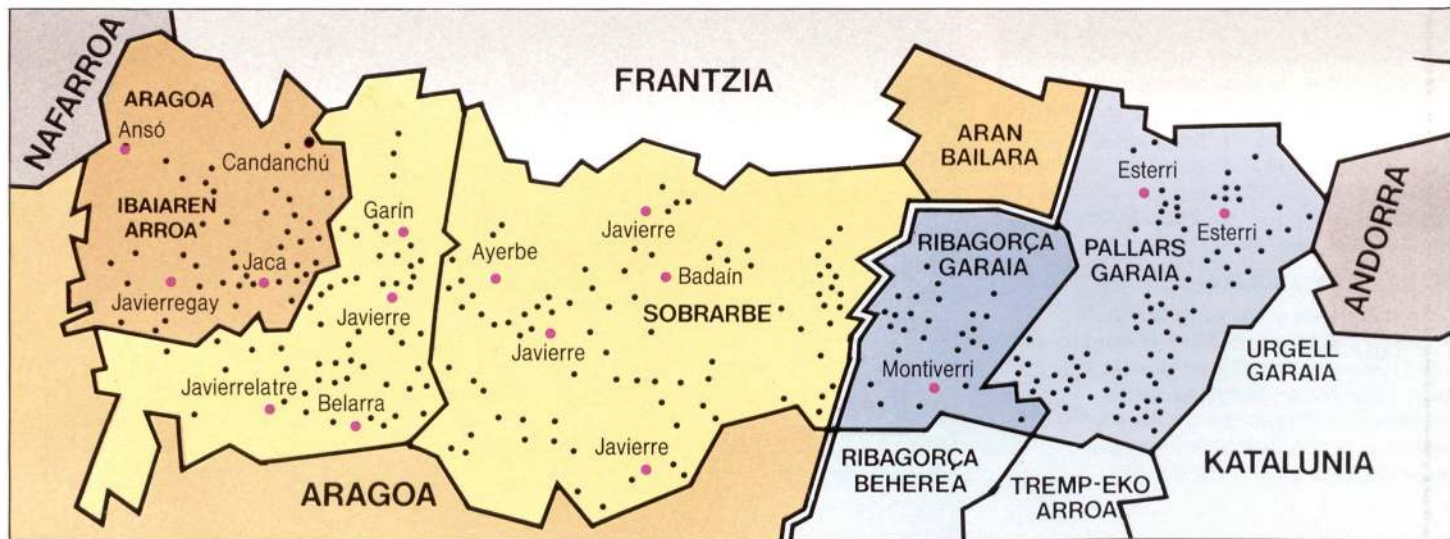 NAFARROA
FRANTZIA
ARAGOA
Ansó
Candanchú
IBAIAREN
ARROA
Jaca
Javierregay
Garín
Javierre
Javierrelatre
Belarra
Ayerbe
Javierre
Badaín
SOBRARBE
Javierre
Javierre
ARAGOA
ARAN
BAILARA
RIBAGORÇA
GARAIA
Montiverri
RIBAGORÇA
BEHEREA
Esterri
Esterri
PALLARS
GARAIA
TREMP-EKO
ARROA
ANDORRA
URGELL
GARAIA
KATALUNIA